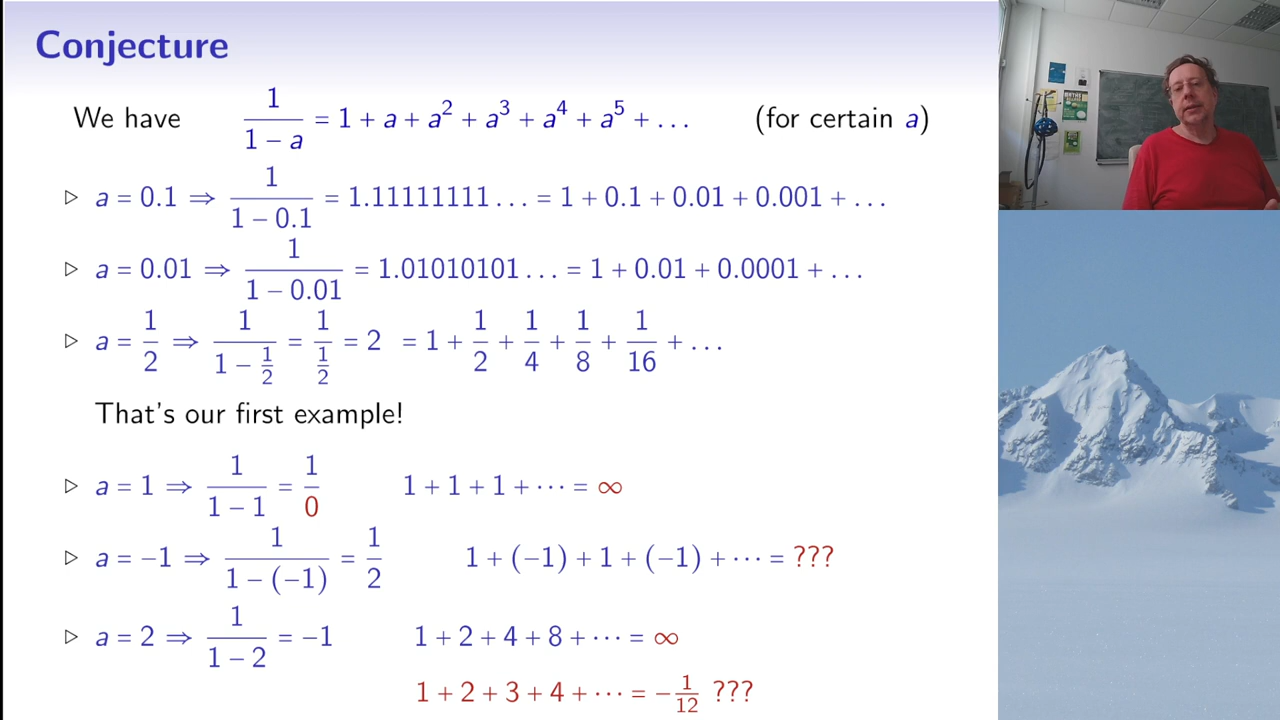 Conjecture
We have 1/(1 − a) = 1 + a + a² + a³ + a⁴ + a⁵ + ... (for certain a)
▷ a = 0.1 ⇒ 1/(1 − 0.1) = 1.11111111... = 1 + 0.1 + 0.01 + 0.001 + ...
▷ a = 0.01 ⇒ 1/(1 − 0.01) = 1.01010101... = 1 + 0.01 + 0.0001 + ...
▷ a = 1/2 ⇒ 1/(1 − 1/2) = 1/(1/2) = 2 = 1 + 1/2 + 1/4 + 1/8 + 1/16 + ...
That's our first example!
▷ a = 1 ⇒ 1/(1 − 1) = 1/0 1 + 1 + 1 + ··· = ∞
▷ a = −1 ⇒ 1/(1 − (−1)) = 1/2 1 + (−1) + 1 + (−1) + ··· = ???
▷ a = 2 ⇒ 1/(1 − 2) = −1 1 + 2 + 4 + 8 + ··· = ∞
1 + 2 + 3 + 4 + ··· = −1/12 ???